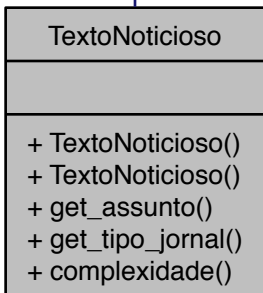 TextoNoticioso
+ TextoNoticioso()
+ TextoNoticioso()
+ get_assunto()
+ get_tipo_jornal()
+ complexidade()